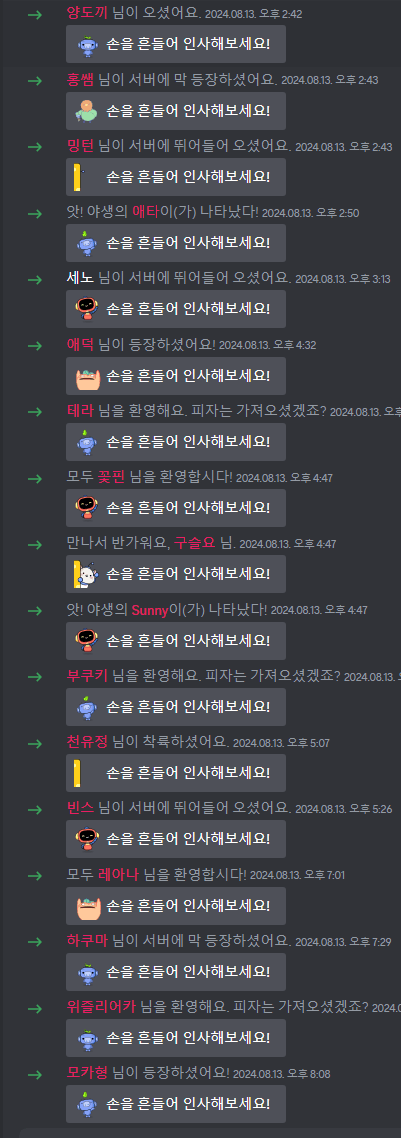 양도끼 님이 오셨어요. 2024.08.13. 오후 2:42
손을 흔들어 인사해보세요!
홍쌤 님이 서버에 막 등장하셨어요. 2024.08.13. 오후 2:43
손을 흔들어 인사해보세요!
밍턴 님이 서버에 뛰어들어 오셨어요. 2024.08.13. 오후 2:43
손을 흔들어 인사해보세요!
앗! 야생의 애타이(가) 나타났다! 2024.08.13. 오후 2:50
손을 흔들어 인사해보세요!
세노 님이 서버에 뛰어들어 오셨어요. 2024.08.13. 오후 3:13
손을 흔들어 인사해보세요!
애덕 님이 등장하셨어요! 2024.08.13. 오후 4:32
손을 흔들어 인사해보세요!
테라 님을 환영해요. 피자는 가져오셨겠죠? 2024.08.13. 오
손을 흔들어 인사해보세요!
모두 꽃핀 님을 환영합시다! 2024.08.13. 오후 4:47
손을 흔들어 인사해보세요!
만나서 반가워요, 구슬요 님. 2024.08.13. 오후 4:47
손을 흔들어 인사해보세요!
앗! 야생의 Sunny이(가) 나타났다! 2024.08.13. 오후 4:47
손을 흔들어 인사해보세요!
부쿠키 님을 환영해요. 피자는 가져오셨겠죠? 2024.08.13.
손을 흔들어 인사해보세요!
천유정 님이 착륙하셨어요. 2024.08.13. 오후 5:07
손을 흔들어 인사해보세요!
빈스 님이 서버에 뛰어들어 오셨어요. 2024.08.13. 오후 5:26
손을 흔들어 인사해보세요!
모두 레아나 님을 환영합시다! 2024.08.13. 오후 7:01
손을 흔들어 인사해보세요!
하쿠마 님이 서버에 막 등장하셨어요. 2024.08.13. 오후 7:29
손을 흔들어 인사해보세요!
위즐리어카 님을 환영해요. 피자는 가져오셨겠죠? 2024.0
손을 흔들어 인사해보세요!
모카형 님이 등장하셨어요! 2024.08.13. 오후 8:08
손을 흔들어 인사해보세요!